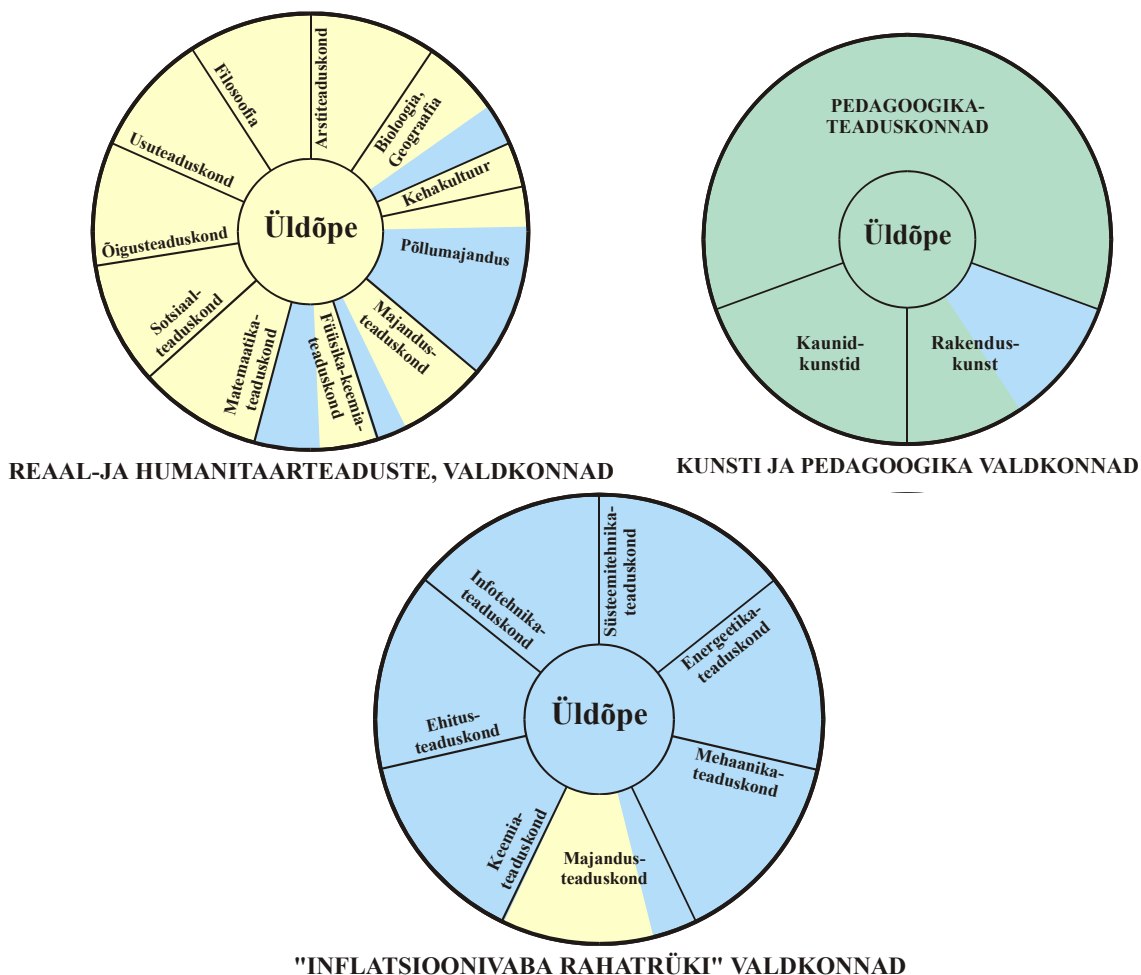 Filosoofia
Arstiteaduskond
Bioloogia,
Geograafia
Usuteaduskond
Kehakultuur
Üldõpe
Õigusteaduskond
Põllumajandus
Sotsiaal-
teaduskond
Matemaatika-
teaduskond
Füüsika-keemia-
teaduskond
Majandus-
teaduskond
REAAL-JA HUMANITAARTEADUSTE, VALDKONNAD
PEDAGOOGIKA-
TEADUSKONNAD
Üldõpe
Kaunid-
kunstid
Rakendus-
kunst
KUNSTI JA PEDAGOOGIKA VALDKONNAD
Infotehnika-
teaduskond
Süsteemitehnika-
teaduskond
Energeetika-
teaduskond
Üldõpe
Ehitus-
teaduskond
Mehaanika-
teaduskond
Keemia-
teaduskond
Majandus-
teaduskond
"INFLATSIOONIVABA RAHATRÜKI" VALDKONNAD